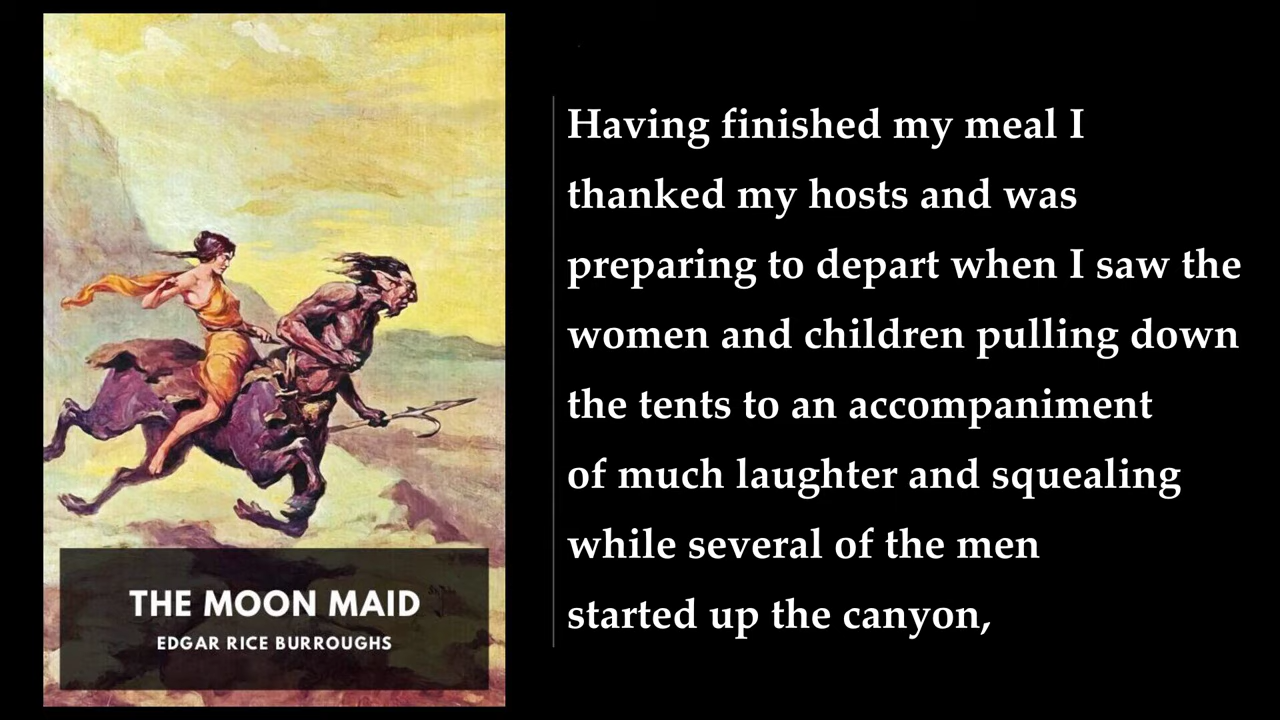 THE MOON MAID
EDGAR RICE BURROUGHS
Having finished my meal I
thanked my hosts and was
preparing to depart when I saw the
women and children pulling down
the tents to an accompaniment
of much laughter and squealing
while several of the men
started up the canyon,